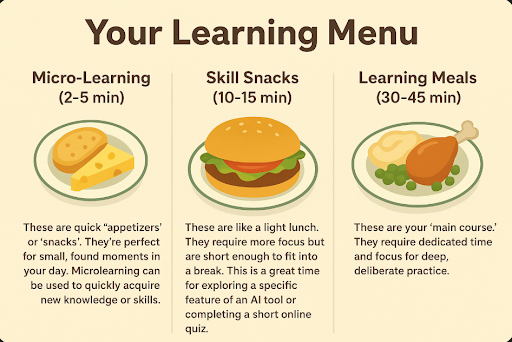 Your Learning Menu
Micro-Learning
(2-5 min)
These are quick "appetizers'
or 'snacks'. They're perfect
for small, found moments in
your day. Microlearning can
be used to quickly acquire
new knowledge or skills.
Skill Snacks
(10-15 min)
These are like a light lunch.
They require more focus but
are short enough to fit into
a break. This is a great time
for exploring a specific
feature of an AI tool or
completing a short online
quiz.
Learning Meals
(30-45 min)
These are your 'main course.'
They require dedicated time
and focus for deep,
deliberate practice.